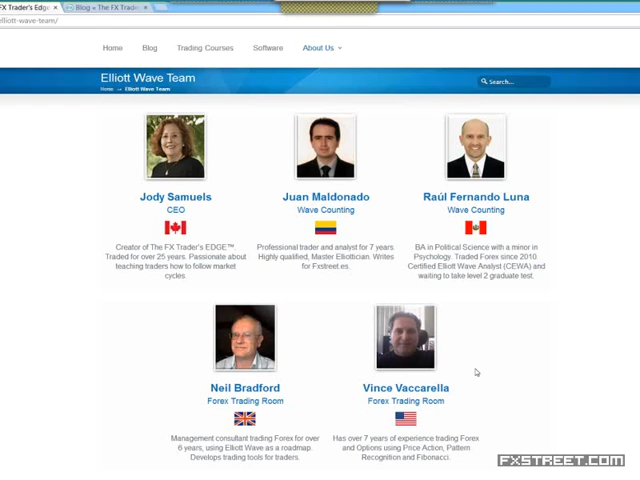 FX Trader's Edge
Blog « The FX Trader
elliott-wave-team/
Home Blog Trading Courses Software About Us
Elliott Wave Team
Home → Elliott Wave Team
Search...
Jody Samuels
CEO
Creator of The FX Trader's EDGE™.
Traded for over 25 years. Passionate about
teaching traders how to follow market
cycles.
Juan Maldonado
Wave Counting
Professional trader and analyst for 7 years.
Highly qualified, Master Elliottician. Writes
for Fxstreet.es.
Raúl Fernando Luna
Wave Counting
BA in Political Science with a minor in
Psychology. Traded Forex since 2010.
Certified Elliott Wave Analyst (CEWA) and
waiting to take level 2 graduate test.
Neil Bradford
Forex Trading Room
Management consultant trading Forex for over
6 years, using Elliott Wave as a roadmap.
Develops trading tools for traders.
Vince Vaccarella
Forex Trading Room
Has over 7 years of experience trading Forex
and Options using Price Action, Pattern
Recognition and Fibonacci.
FXSTREET.COM